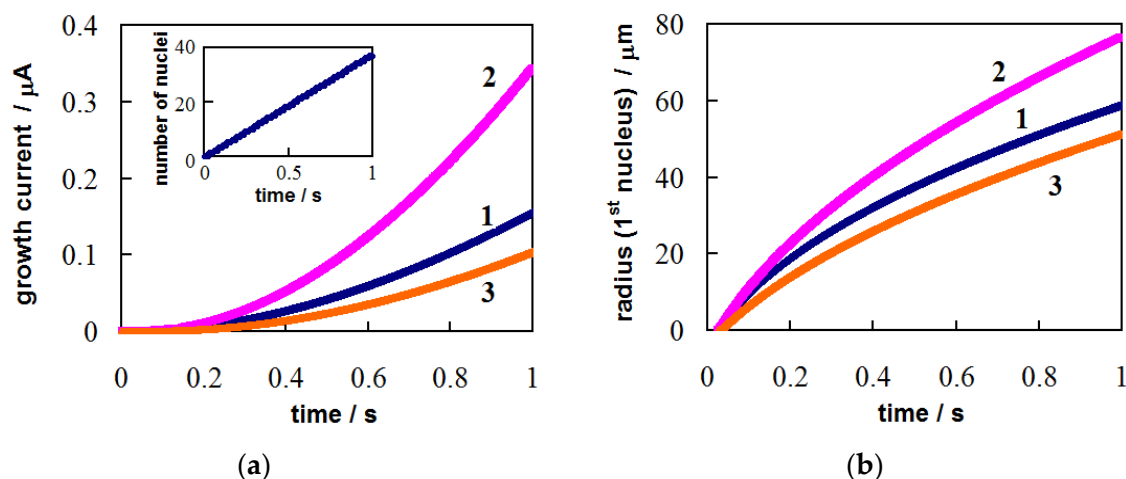 growth current / μA
0.4
0.3
0.2
0.1
0
0 0.2 0.4 0.6 0.8 1
time / s
number of nuclei
40
20
0
0 0.5 1
time / s
2
1
3
(a)
radius (1st nucleus) / μm
80
60
40
20
0
0 0.2 0.4 0.6 0.8 1
time / s
2
1
3
(b)